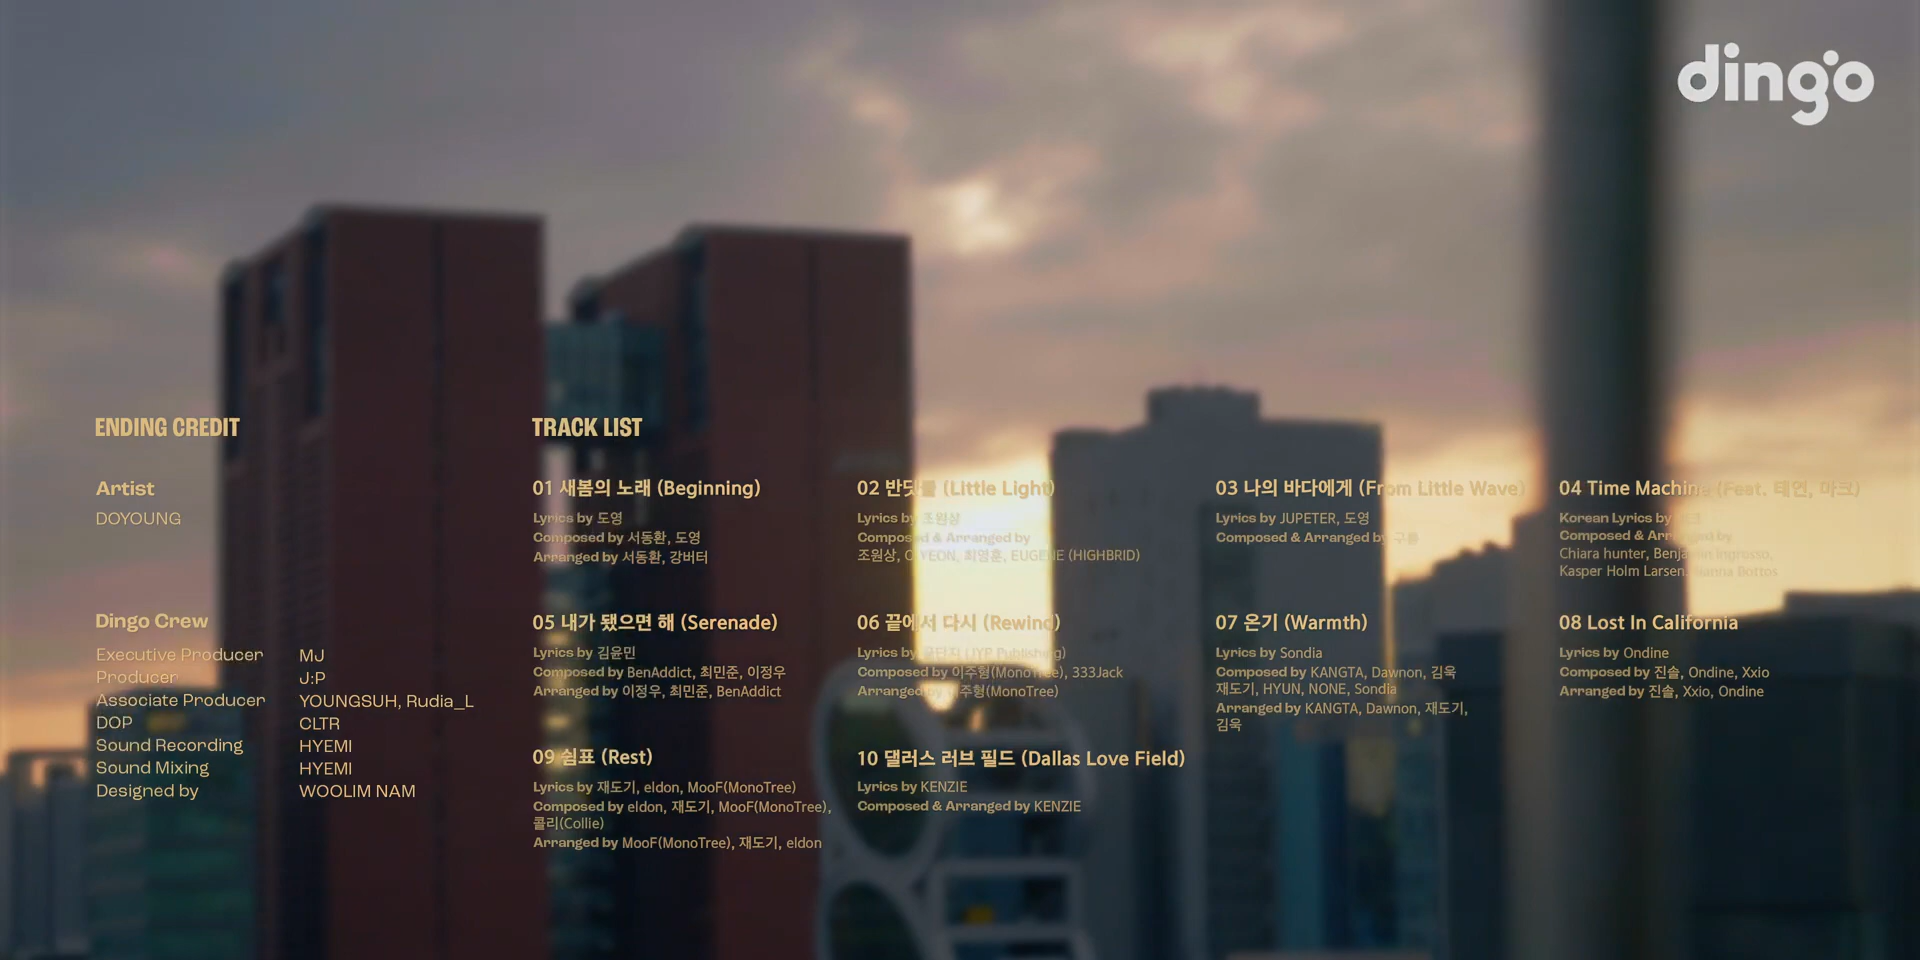 dingo
ENDING CREDIT
Artist
DOYOUNG
Dingo Crew
Executive Producer MJ
Producer J:P
Associate Producer YOUNGSUH, Rudia_L
DOP CLTR
Sound Recording HYEMI
Sound Mixing HYEMI
Designed by WOOLIM NAM
TRACK LIST
01 새봄의 노래 (Beginning)
Lyrics by 도영
Composed by 서동환, 도영
Arranged by 서동환, 강버터
02 반딧불 (Little Light)
Lyrics by 조원상
Composed & Arranged by
조원상, O.YEON, 최영훈, EUGENE (HIGHBRID)
03 나의 바다에게 (From Little Wave)
Lyrics by JUPETER, 도영
Composed & Arranged by 구름
04 Time Machine (Feat. 태연, 마크)
Korean Lyrics by
Composed & Arranged by
Chiara hunter, Benjamin Ingrosso,
Kasper Holm Larsen, Hanna Bottos
05 내가 됐으면 해 (Serenade)
Lyrics by 김윤민
Composed by BenAddict, 최민준, 이정우
Arranged by 이정우, 최민준, BenAddict
06 끝에서 다시 (Rewind)
Lyrics by (JYP Publishing)
Composed by 이주형(MonoTree), 333Jack
Arranged by 이주형(MonoTree)
07 온기 (Warmth)
Lyrics by Sondia
Composed by KANGTA, Dawnon, 김욱
재도기, HYUN, NONE, Sondia
Arranged by KANGTA, Dawnon, 재도기,
김욱
08 Lost In California
Lyrics by Ondine
Composed by 진솔, Ondine, Xxio
Arranged by 진솔, Xxio, Ondine
09 쉼표 (Rest)
Lyrics by 재도기, eldon, MooF(MonoTree)
Composed by eldon, 재도기, MooF(MonoTree),
콜리(Collie)
Arranged by MooF(MonoTree), 재도기, eldon
10 댈러스 러브 필드 (Dallas Love Field)
Lyrics by KENZIE
Composed & Arranged by KENZIE